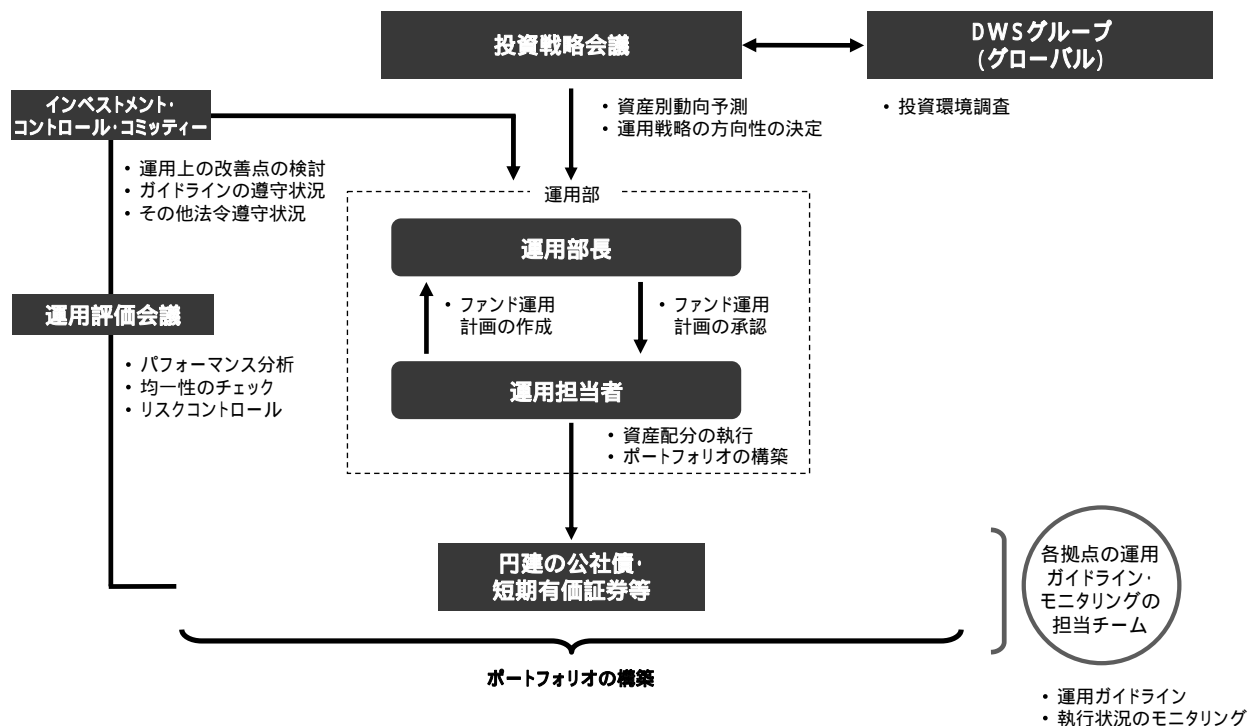 投資戦略会議
DWSグループ
(グローバル)
インベストメント・
コントロール・コミッティー
・資産別動向予測
・運用戦略の方向性の決定
・投資環境調査
・運用上の改善点の検討
・ガイドラインの遵守状況
・その他法令遵守状況
運用部
運用部長
運用評価会議
・ファンド運用
計画の作成
・ファンド運用
計画の承認
・パフォーマンス分析
・均一性のチェック
・リスクコントロール
運用担当者
・資産配分の執行
・ポートフォリオの構築
円建の公社債・
短期有価証券等
各拠点の運用
ガイドライン・
モニタリングの
担当チーム
ポートフォリオの構築
・運用ガイドライン
・執行状況のモニタリング